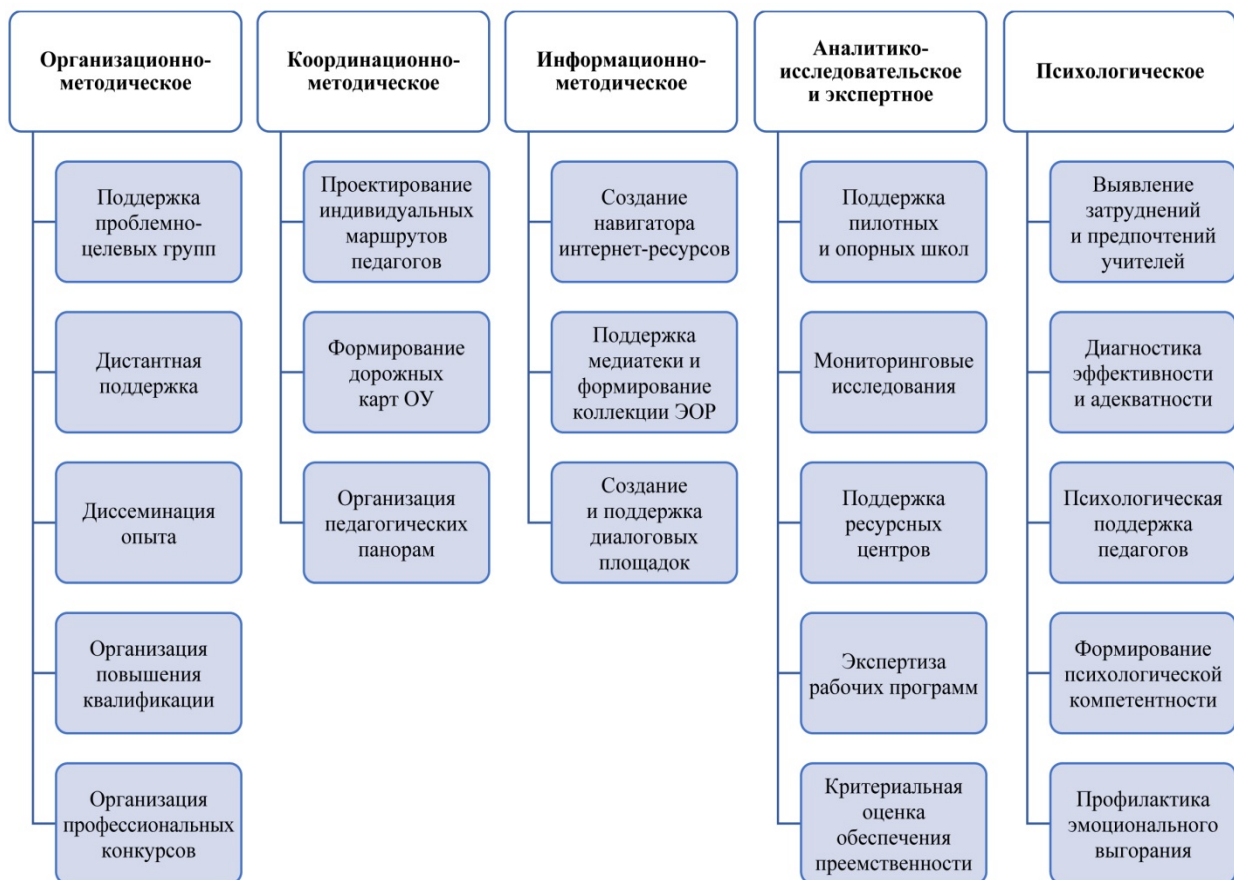 Организационно-
методическое
Поддержка
проблемно-
целевых групп
Дистантная
поддержка
Диссеминация
опыта
Организация
повышения
квалификации
Организация
профессиональных
конкурсов
Координационно-
методическое
Проектирование
индивидуальных
маршрутов
педагогов
Формирование
дорожных
карт ОУ
Организация
педагогических
панорам
Информационно-
методическое
Создание
навигатора
интернет-ресурсов
Поддержка
медиатеки и
формирование
коллекции ЭОР
Создание
и поддержка
диалоговых
площадок
Аналитико-
исследовательское
и экспертное
Поддержка
пилотных
и опорных школ
Мониторинговые
исследования
Поддержка
ресурсных
центров
Экспертиза
рабочих программ
Критериальная
оценка
обеспечения
преемственности
Психологическое
Выявление
затруднений
и предпочтений
учителей
Диагностика
эффективности
и адекватности
Психологическая
поддержка
педагогов
Формирование
психологической
компетентности
Профилактика
эмоционального
выгорания